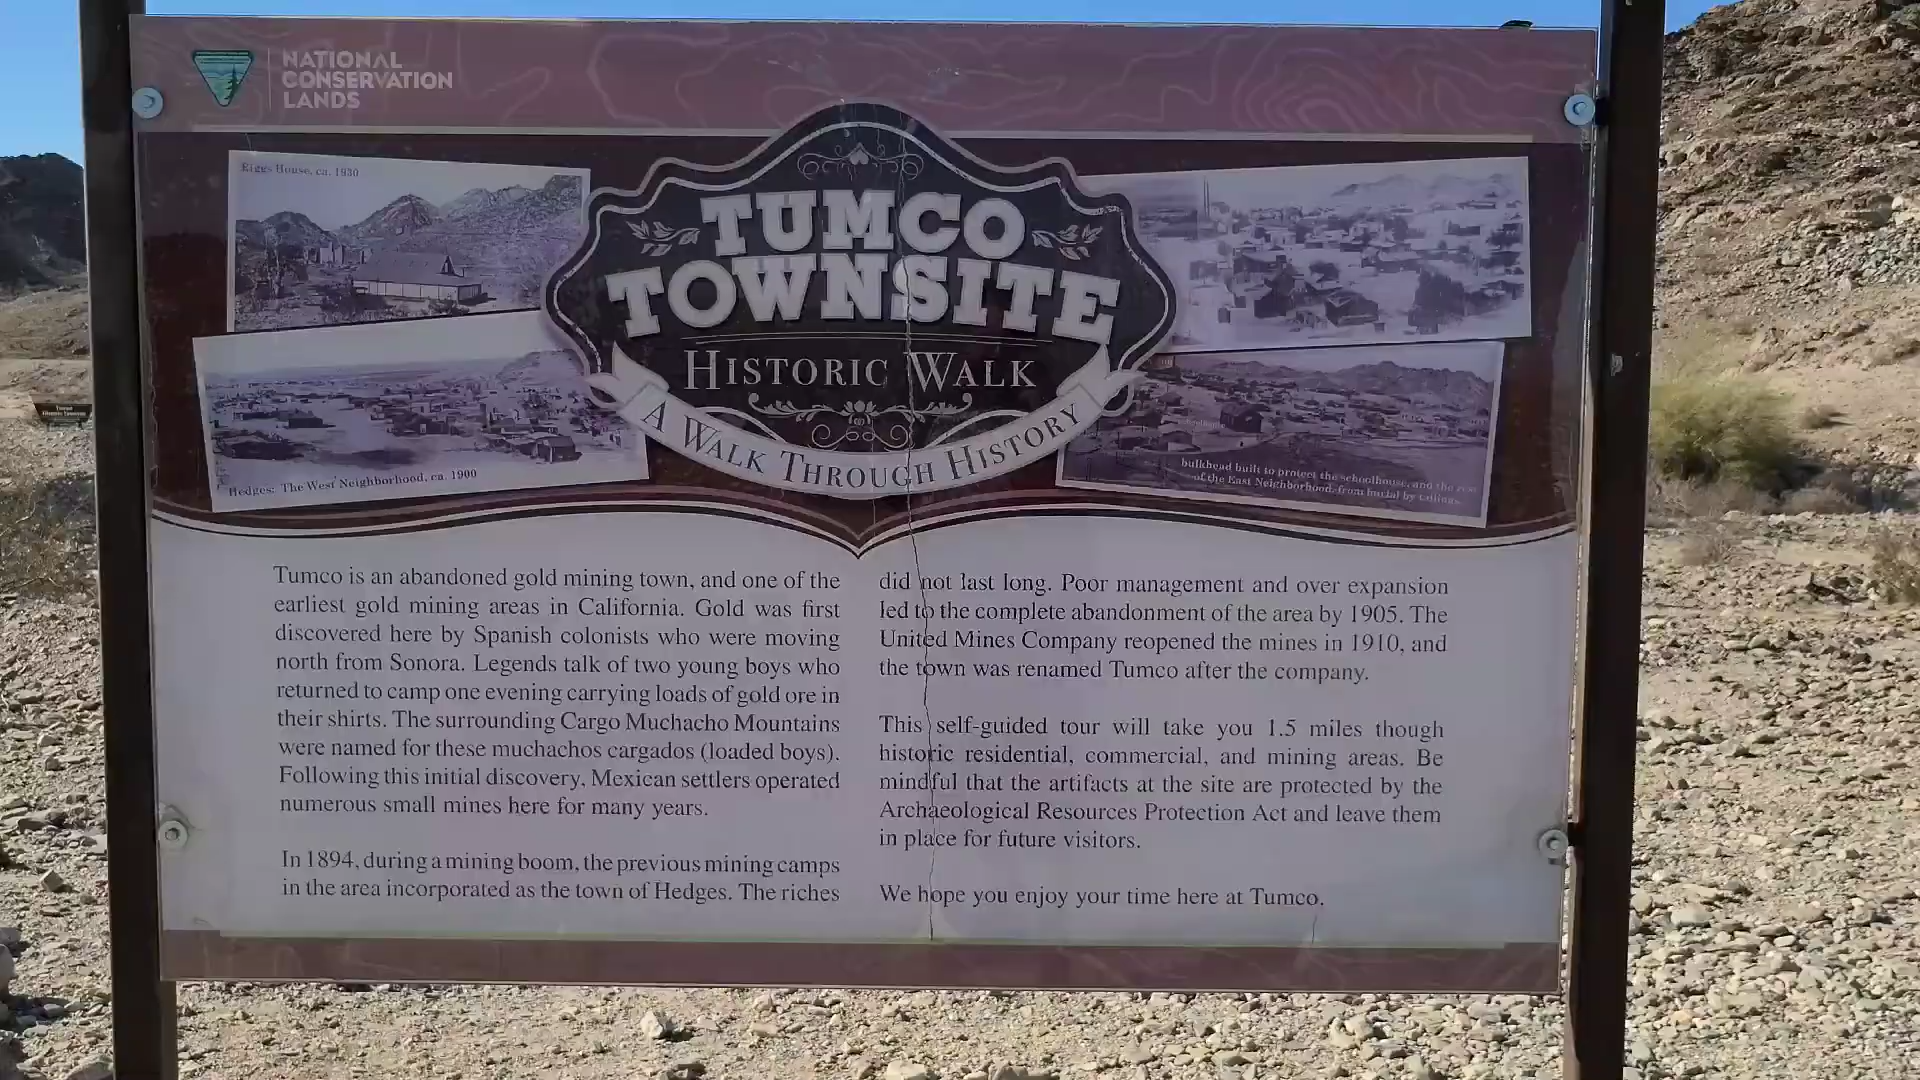 NATIONAL
CONSERVATION
LANDS
Riggs House, ca. 1930
TUMCO
TOWNSITE
HISTORIC WALK
A WALK THROUGH HISTORY
Hedges: The West Neighborhood, ca. 1900
bulkhead built to protect the schoolhouse, and the rest
of the East Neighborhood, from burial by tailings.
Tumco is an abandoned gold mining town, and one of the
earliest gold mining areas in California. Gold was first
discovered here by Spanish colonists who were moving
north from Sonora. Legends talk of two young boys who
returned to camp one evening carrying loads of gold ore in
their shirts. The surrounding Cargo Muchacho Mountains
were named for these muchachos cargados (loaded boys).
Following this initial discovery, Mexican settlers operated
numerous small mines here for many years.
In 1894, during a mining boom, the previous mining camps
in the area incorporated as the town of Hedges. The riches
did not last long. Poor management and over expansion
led to the complete abandonment of the area by 1905. The
United Mines Company reopened the mines in 1910, and
the town was renamed Tumco after the company.
This self-guided tour will take you 1.5 miles though
historic residential, commercial, and mining areas. Be
mindful that the artifacts at the site are protected by the
Archaeological Resources Protection Act and leave them
in place for future visitors.
We hope you enjoy your time here at Tumco.